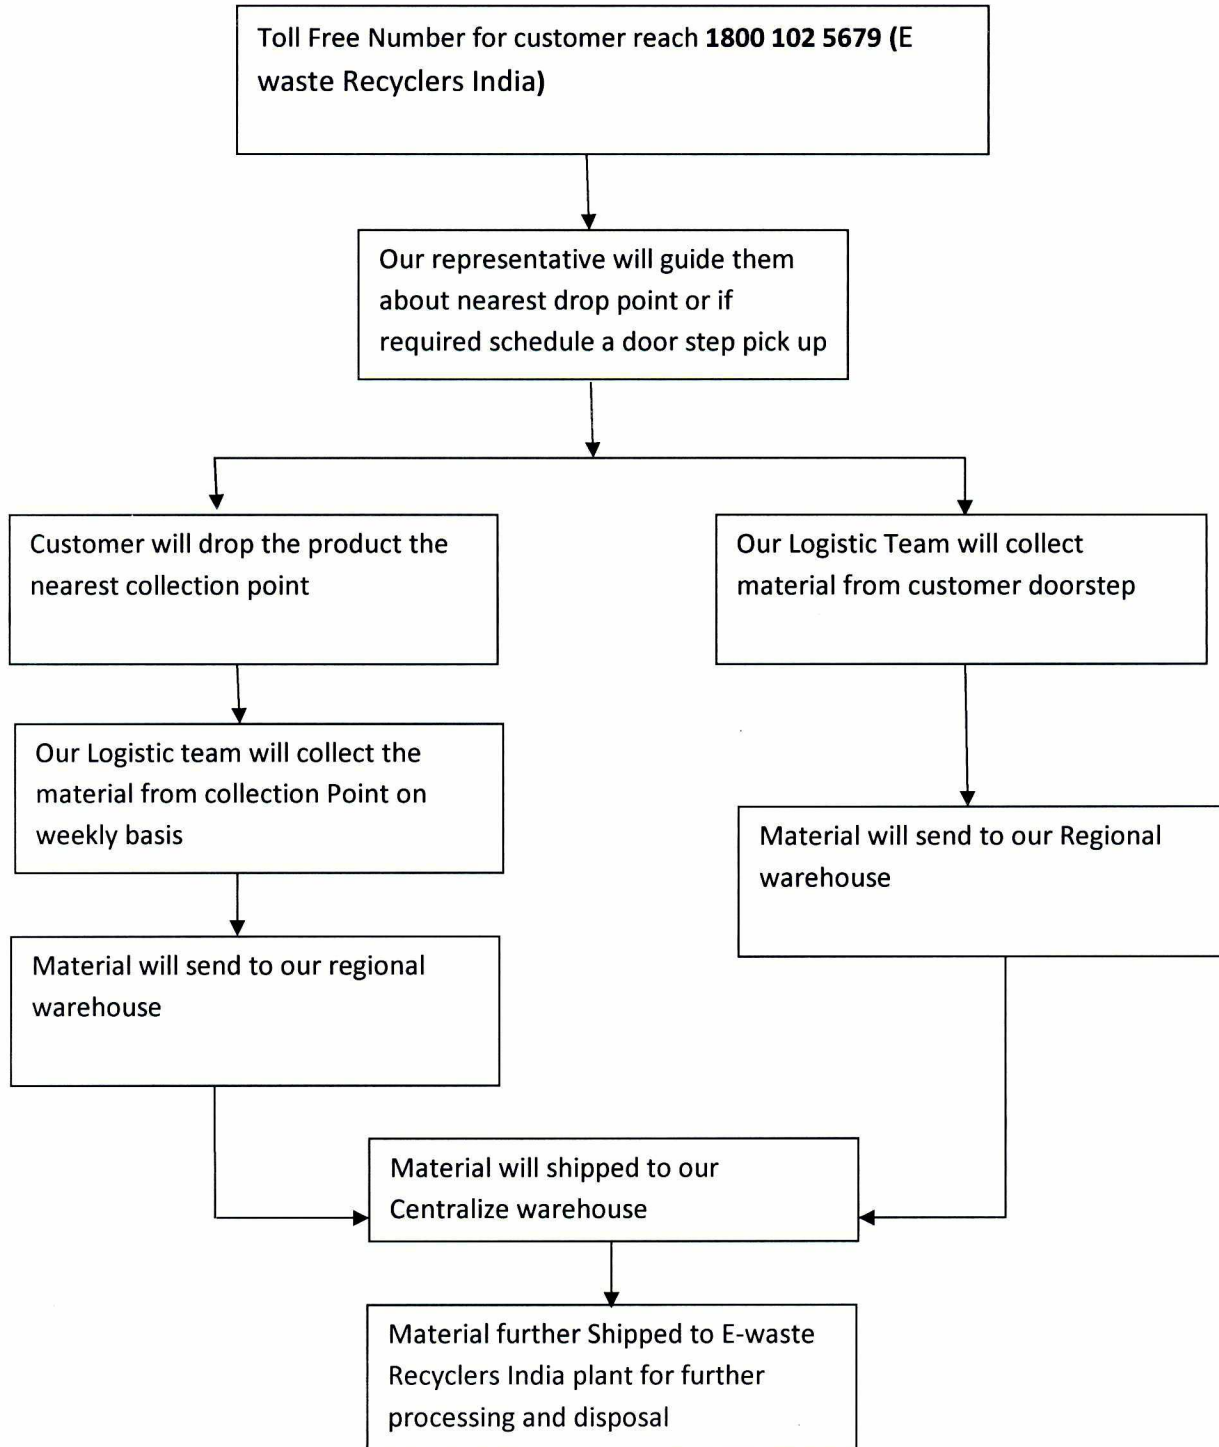 Toll Free Number for customer reach 1800 102 5679 (E
waste Recyclers India)
Our representative will guide them
about nearest drop point or if
required schedule a door step pick up
Customer will drop the product the
nearest collection point
Our Logistic Team will collect
material from customer doorstep
Our Logistic team will collect the
material from collection Point on
weekly basis
Material will send to our Regional
warehouse
Material will send to our regional
warehouse
Material will shipped to our
Centralize warehouse
Material further Shipped to E-waste
Recyclers India plant for further
processing and disposal